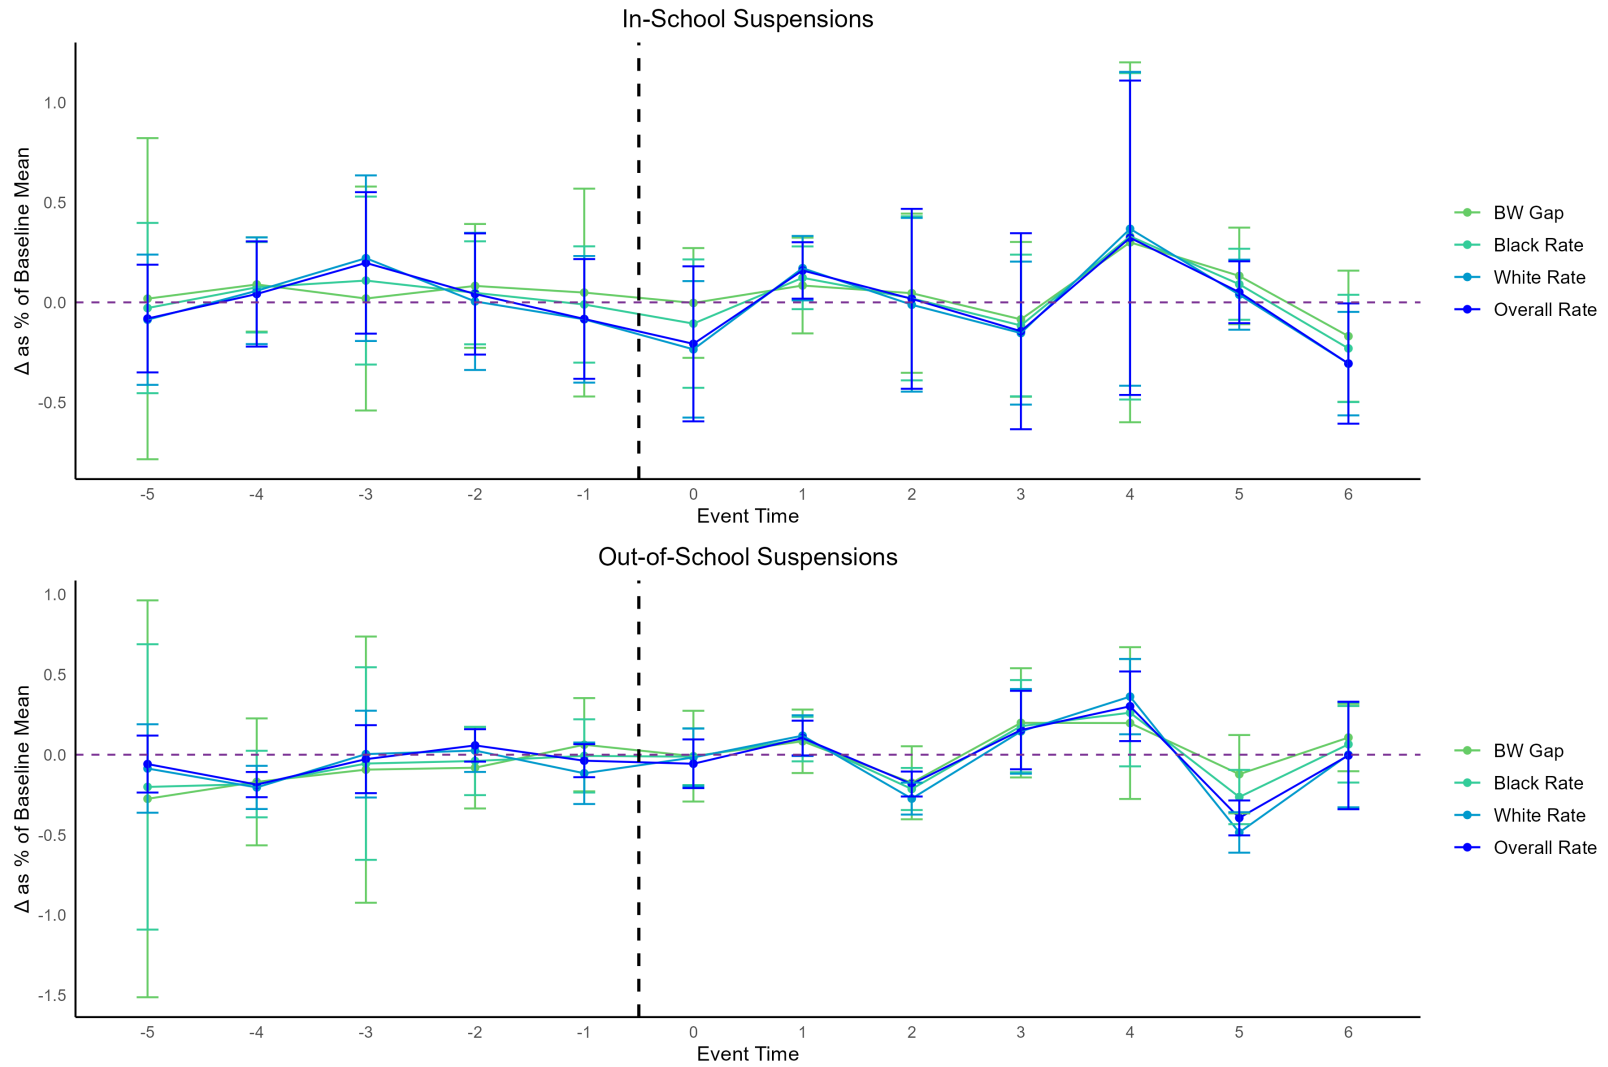 In-School Suspensions
Δ as % of Baseline Mean
1.0
0.5
0.0
-0.5
-5 -4 -3 -2 -1 0 1 2 3 4 5 6
Event Time
BW Gap
Black Rate
White Rate
Overall Rate
Out-of-School Suspensions
Δ as % of Baseline Mean
1.0
0.5
0.0
-0.5
-1.0
-1.5
-5 -4 -3 -2 -1 0 1 2 3 4 5 6
Event Time
BW Gap
Black Rate
White Rate
Overall Rate